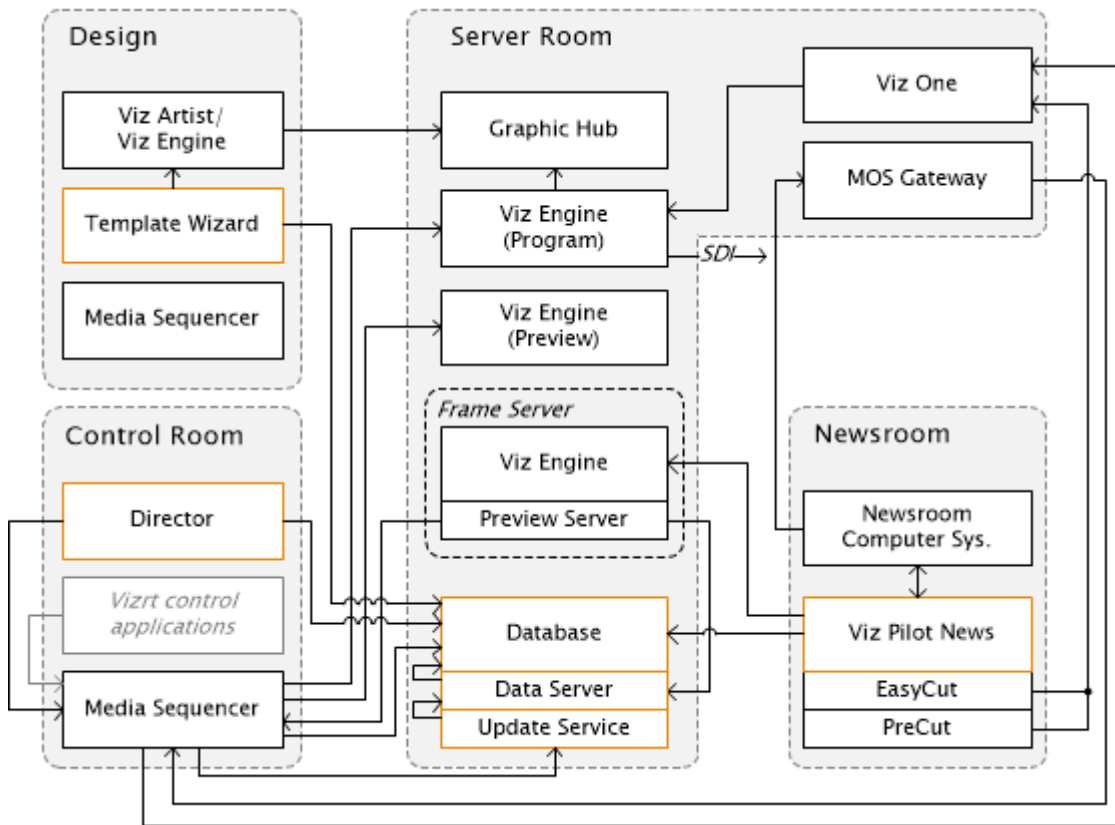 Design
Viz Artist/
Viz Engine
Template Wizard
Media Sequencer
Server Room
Graphic Hub
Viz Engine
(Program)
SDI
Viz Engine
(Preview)
Viz One
MOS Gateway
Frame Server
Viz Engine
Preview Server
Database
Data Server
Update Service
Control Room
Director
Vizrt control
applications
Media Sequencer
Newsroom
Newsroom
Computer Sys.
Viz Pilot News
EasyCut
PreCut